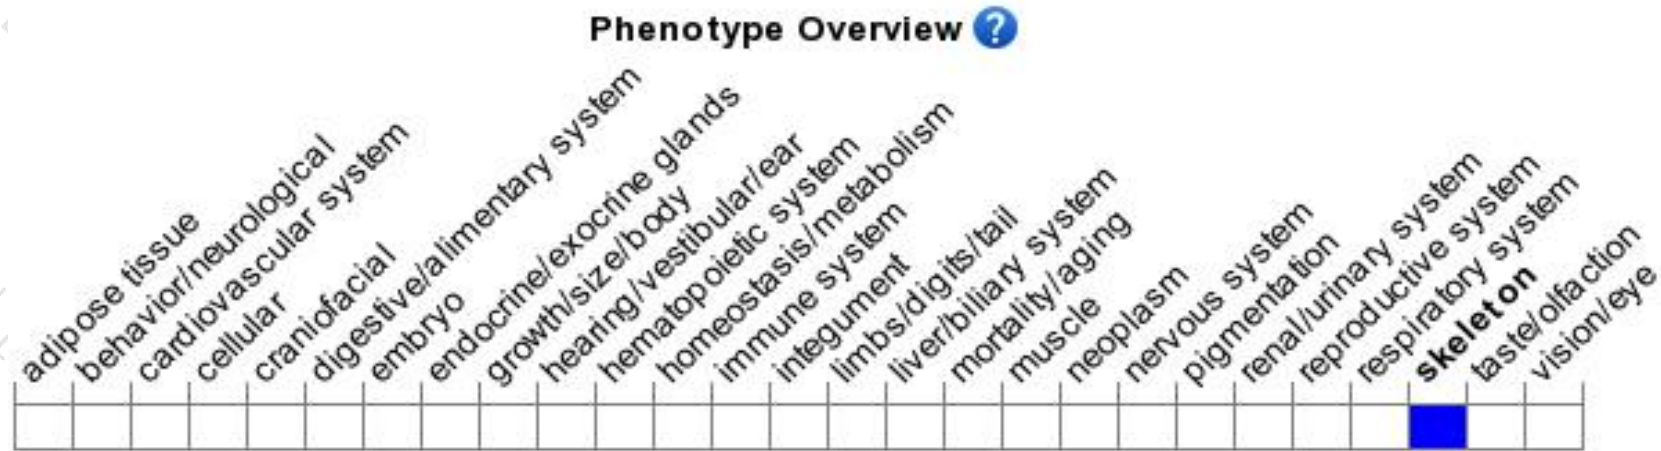 Phenotype Overview ?
adipose tissue
behavior/neurological
cardiovascular system
cellular
craniofacial
digestive/alimentary system
embryo
endocrine/exocrine glands
growth/size/body
hearing/vestibular/ear
hematopoietic system
homeostasis/metabolism
immune system
integument
limbs/digits/tail
liver/biliary system
mortality/aging
muscle
neoplasm
nervous system
pigmentation
renal/urinary system
reproductive system
respiratory system
skeleton
taste/olfaction
vision/eye